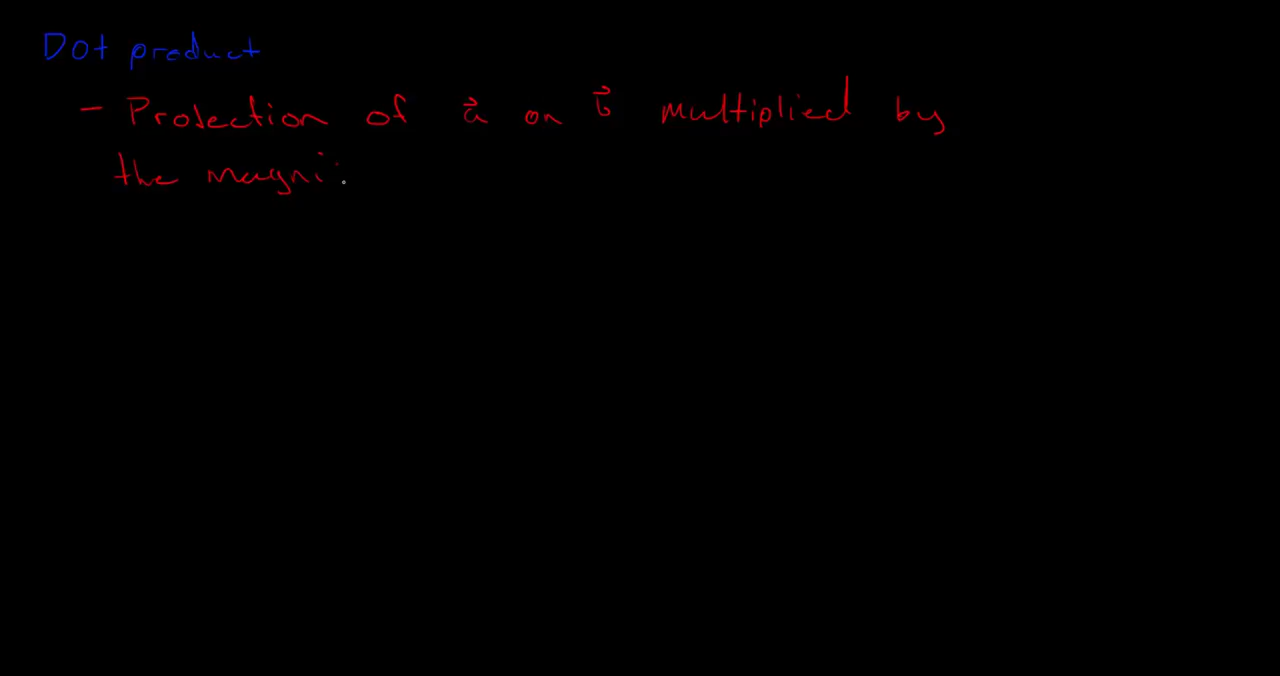 Dot product
- Projection of a⃗ on b⃗ multiplied by
the magni